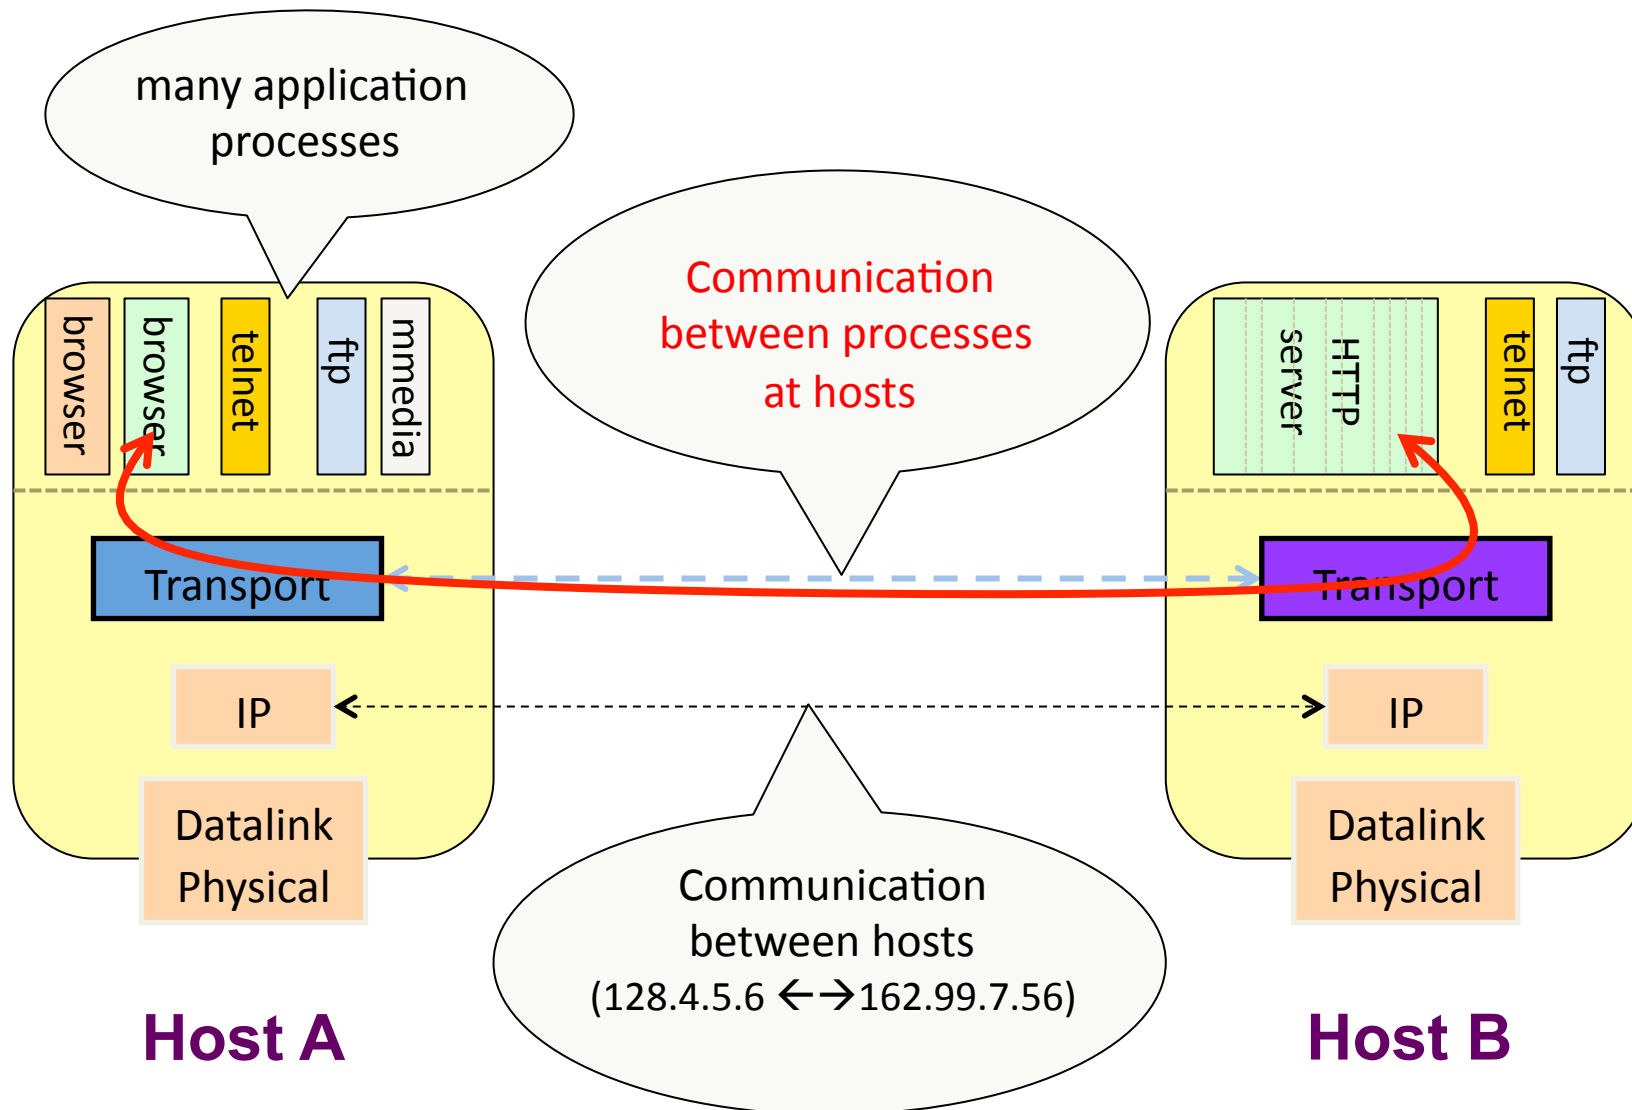 many application
processes
Communication
between processes
at hosts
browser
browser
telnet
ftp
mmedia
HTTP
server
telnet
ftp
Transport
Transport
IP
IP
Datalink
Physical
Datalink
Physical
Communication
between hosts
(128.4.5.6 ←→162.99.7.56)
Host A
Host B